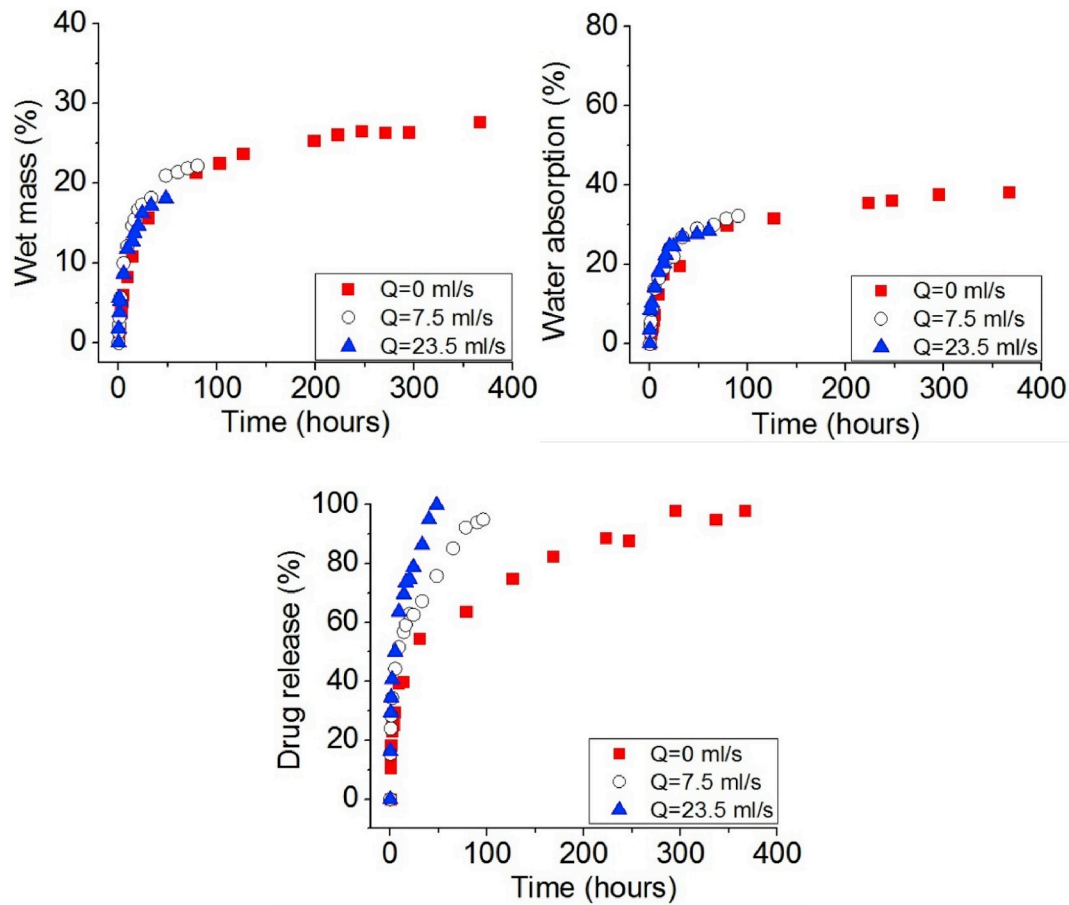 40
30
20
10
0
Wet mass (%)
Q=0 ml/s
Q=7.5 ml/s
Q=23.5 ml/s
0 100 200 300 400
Time (hours)
80
60
40
20
0
Water absorption (%)
Q=0 ml/s
Q=7.5 ml/s
Q=23.5 ml/s
0 100 200 300 400
Time (hours)
100
80
60
40
20
0
Drug release (%)
Q=0 ml/s
Q=7.5 ml/s
Q=23.5 ml/s
0 100 200 300 400
Time (hours)